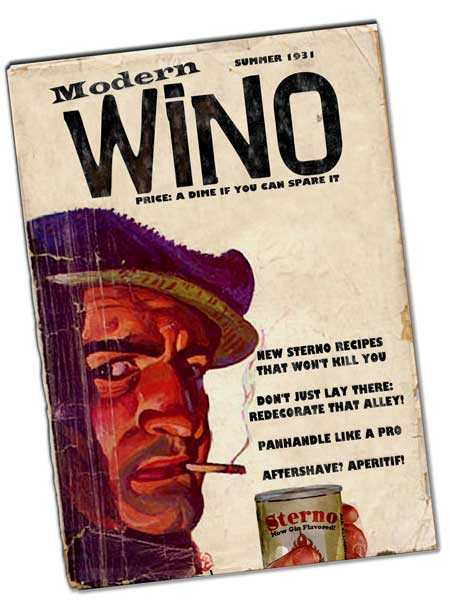 SUMMER 1931
Modern
WiNO
PRICE: A DIME IF YOU CAN SPARE IT
NEW STERNO RECIPES
THAT WON'T KILL YOU
DON'T JUST LAY THERE:
REDECORATE THAT ALLEY!
PANHANDLE LIKE A PRO
AFTERSHAVE? APERITIF!
Sterno
Now Gin Flavored!